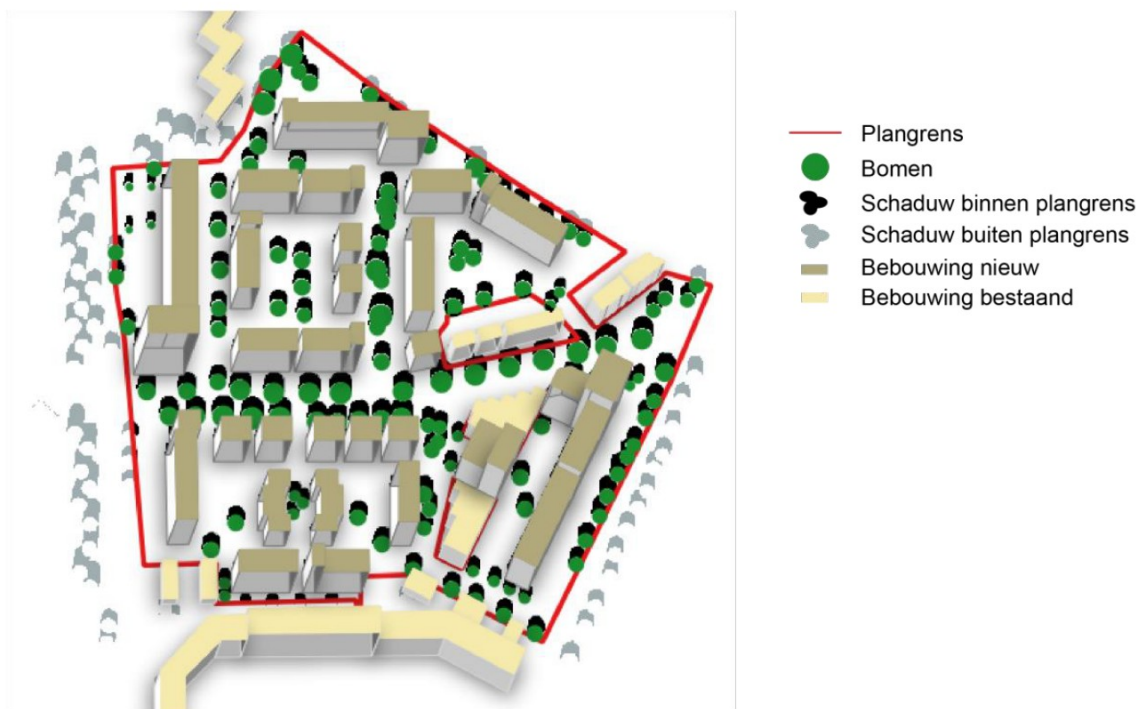 Plangrens
Bomen
Schaduw binnen plangrens
Schaduw buiten plangrens
Bebouwing nieuw
Bebouwing bestaand